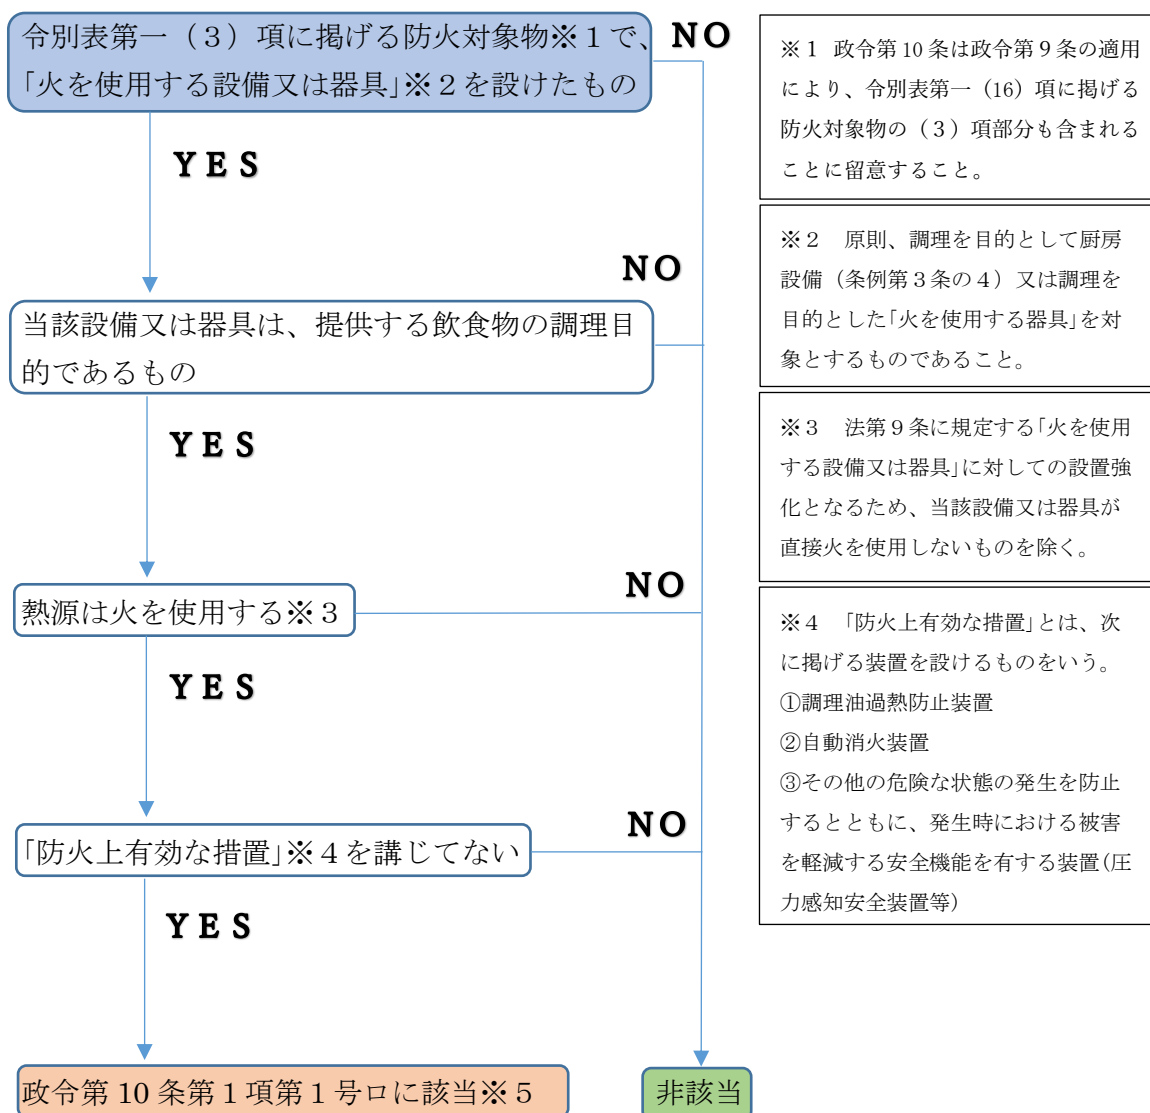 令別表第一（３）項に掲げる防火対象物※１で、
「火を使用する設備又は器具」※２を設けたもの
ＮＯ
ＹＥＳ
ＮＯ
当該設備又は器具は、提供する飲食物の調理目
的であるもの
ＹＥＳ
ＮＯ
熱源は火を使用する※３
ＹＥＳ
ＮＯ
「防火上有効な措置」※４を講じてない
ＹＥＳ
政令第 10 条第１項第１号ロに該当※５
非該当
※１ 政令第 10 条は政令第９条の適用
により、令別表第一（16）項に掲げる
防火対象物の（３）項部分も含まれる
ことに留意すること。
※２　原則、調理を目的として厨房
設備（条例第３条の４）又は調理を
目的とした「火を使用する器具」を対
象とするものであること。
※３　法第９条に規定する「火を使用
する設備又は器具」に対しての設置強
化となるため、当該設備又は器具が
直接火を使用しないものを除く。
※４　「防火上有効な措置」とは、次
に掲げる装置を設けるものをいう。
①調理油過熱防止装置
②自動消火装置
③その他の危険な状態の発生を防止
するとともに、発生時における被害
を軽減する安全機能を有する装置(圧
力感知安全装置等)